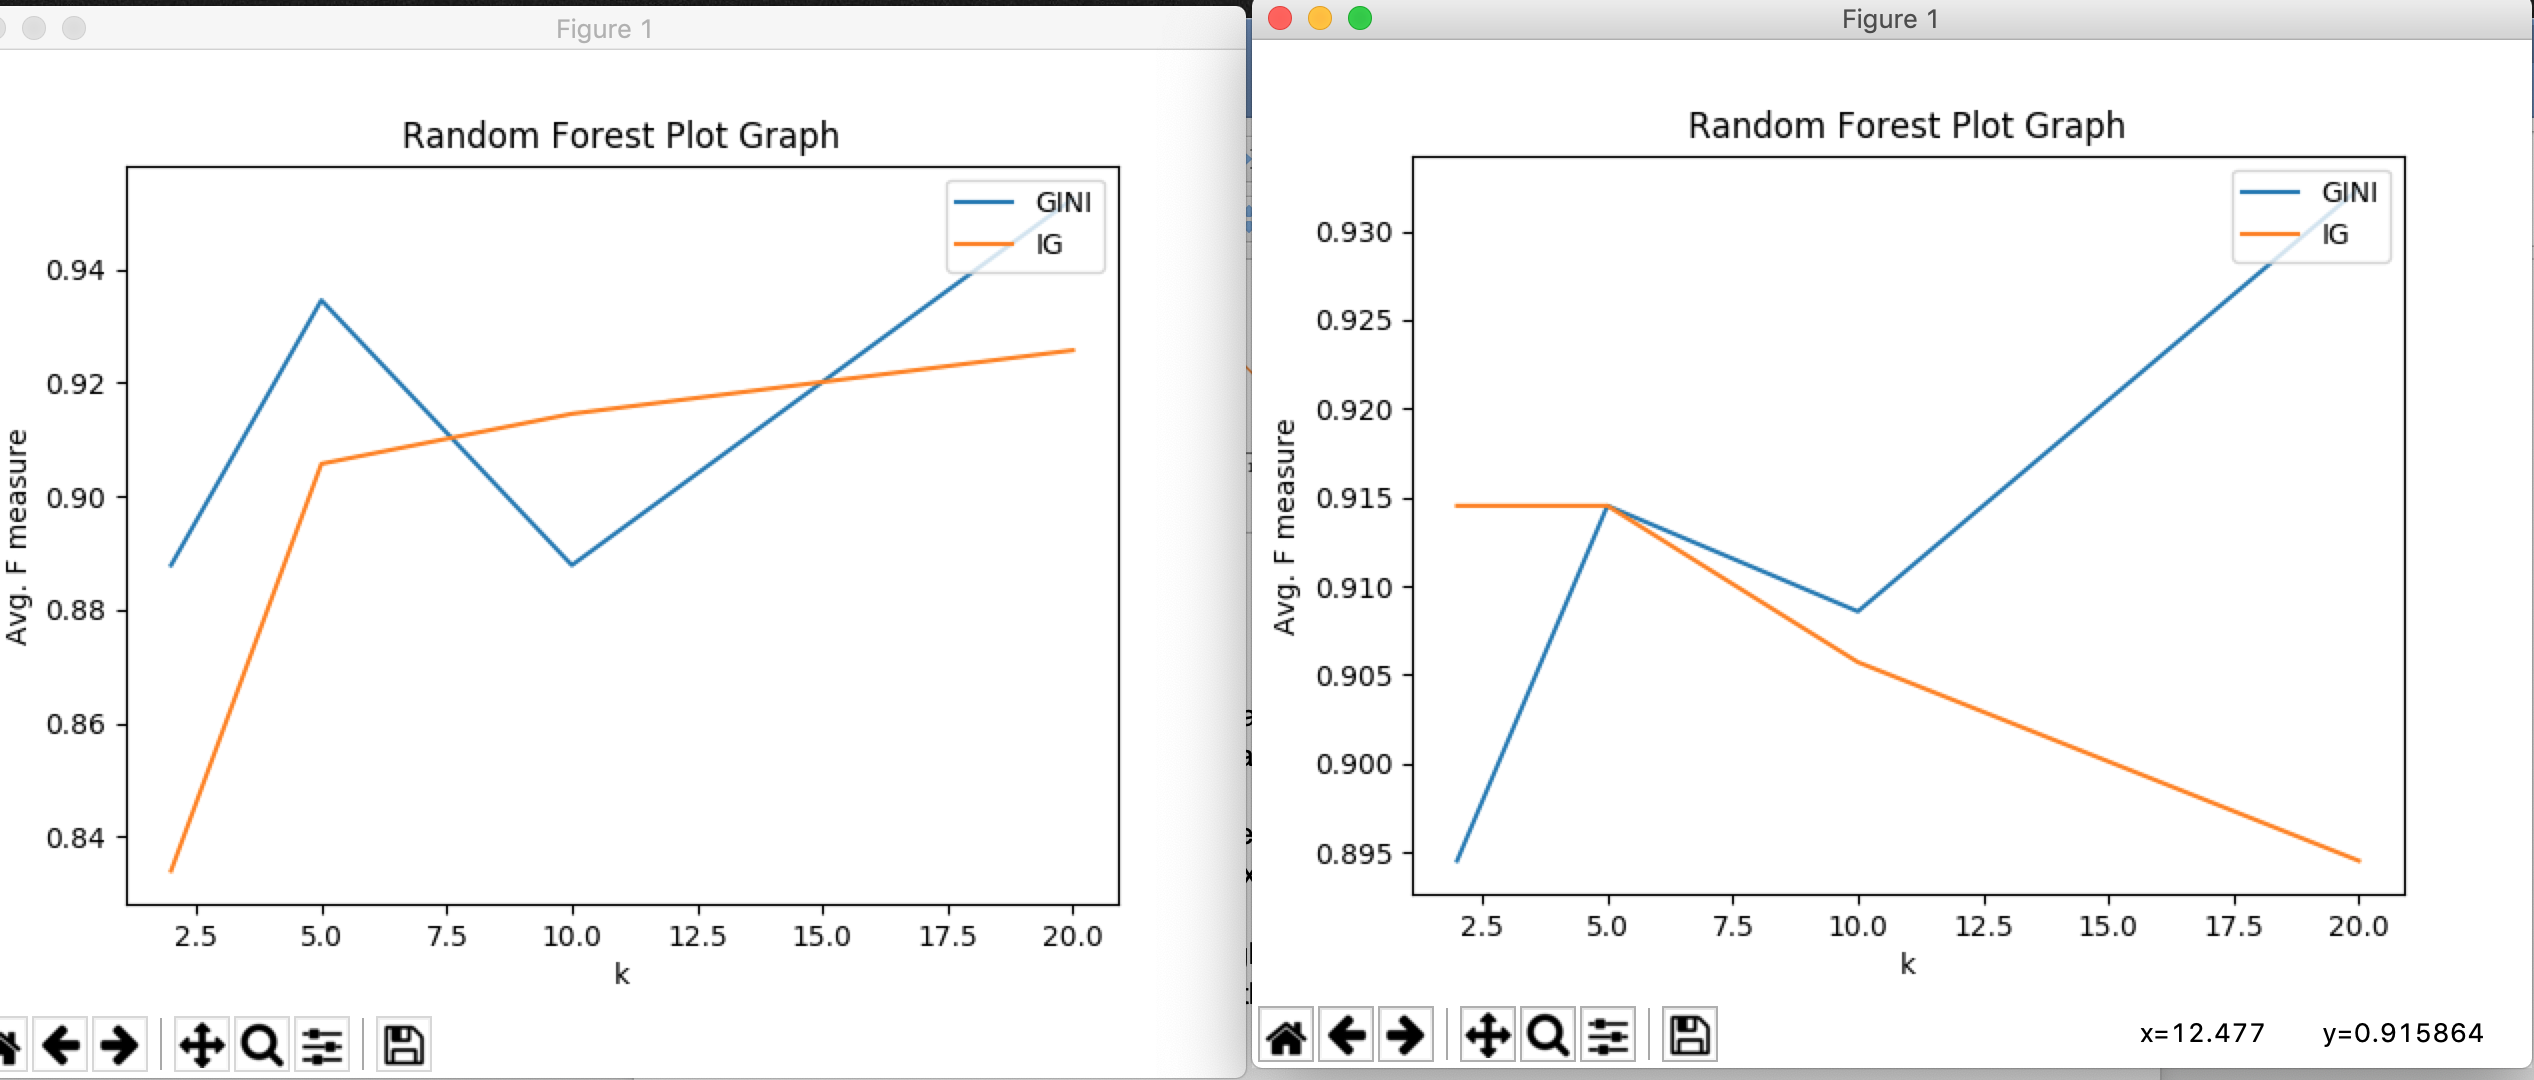 Figure 1
Random Forest Plot Graph
GINI
IG
0.94
0.92
0.90
0.88
0.86
0.84
Avg. F measure
2.5 5.0 7.5 10.0 12.5 15.0 17.5 20.0
k
Figure 1
Random Forest Plot Graph
GINI
IG
0.930
0.925
0.920
0.915
0.910
0.905
0.900
0.895
Avg. F measure
2.5 5.0 7.5 10.0 12.5 15.0 17.5 20.0
k
x=12.477 y=0.915864